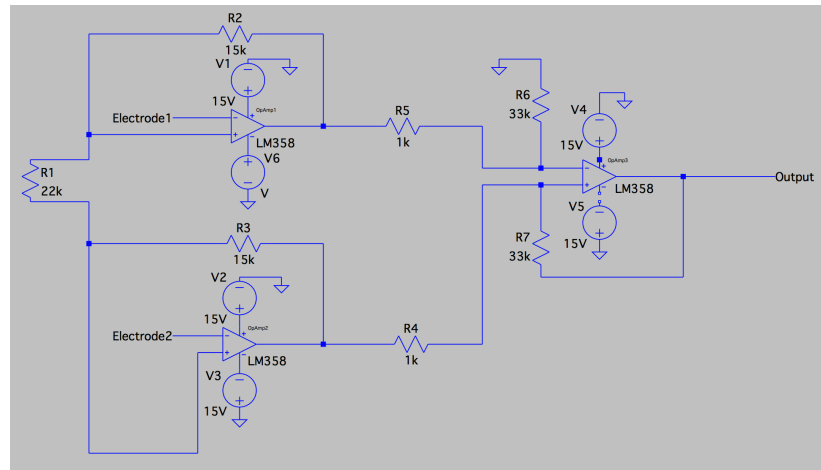 R2
15k
V1
15V
OpAmp1
Electrode1
LM358
V6
V
R1
22k
R5
1k
R6
33k
V4
15V
OpAmp3
LM358
Output
V5
15V
R7
33k
R3
15k
V2
15V
OpAmp2
Electrode2
LM358
V3
15V
R4
1k